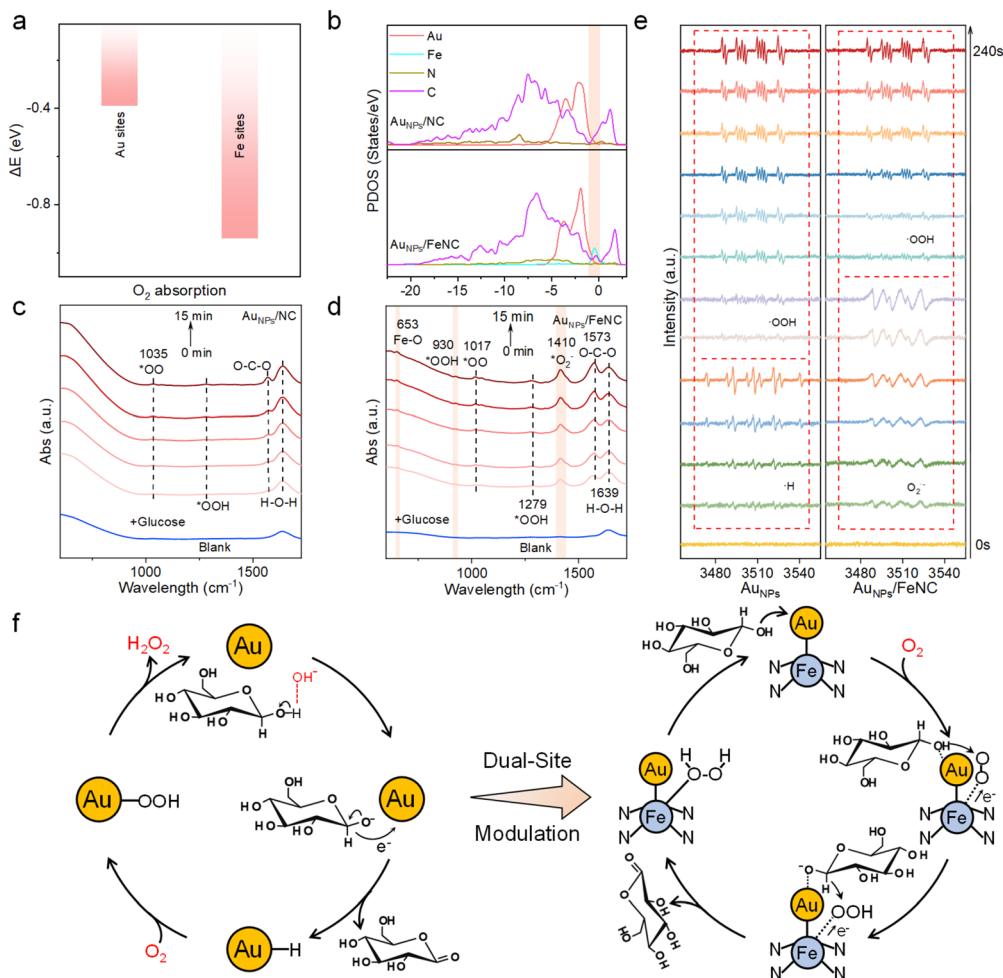 a
-0.4
-0.8
ΔE (eV)
Au sites
Fe sites
O2 absorption
b
Au
Fe
N
C
AuNPs/NC
AuNPs/FeNC
PDOS (States/eV)
-20 -15 -10 -5 0
c
15 min
AuNPs/NC
0 min
1035
*OO
O-C-O
*OOH
H-O-H
+Glucose
Blank
Abs (a.u.)
1000 1500
Wavelength (cm-1)
d
15 min
AuNPs/FeNC
0 min
653
Fe-O
930
*OOH
1017
*OO
1410
*O2-
1573
O-C-O
1279
*OOH
1639
H-O-H
+Glucose
Blank
Abs (a.u.)
1000 1500
Wavelength (cm-1)
e
240s
·OOH
·OOH
·H
O2·-
0s
Intensity (a.u.)
3480 3510 3540
3480 3510 3555
AuNPs
AuNPs/FeNC
f
H2O2
Au
OH-
HO
OH
O
H
Au
OOH
Au
e-
O2
Au
H
Dual-Site
Modulation
Au
Fe
N
N
N
N
O2
Au
Fe
e-
OOH
Au
Fe
e-
Au
Fe